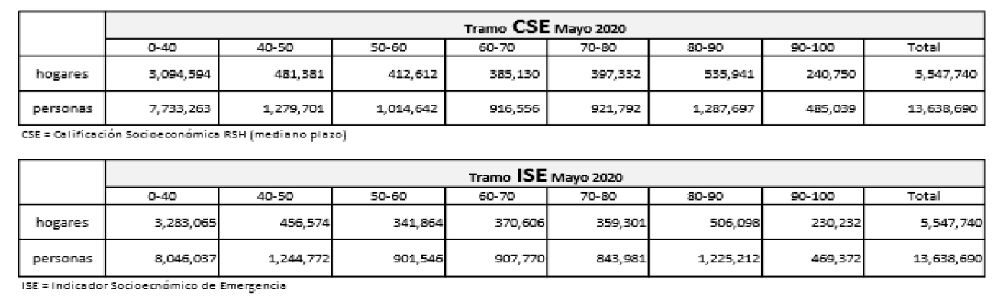 Tramo CSE Mayo 2020
0-40 40-50 50-60 60-70 70-80 80-90 90-100 Total
hogares 3,094,594 481,381 412,612 385,130 397,332 535,941 240,750 5,547,740
personas 7,733,263 1,279,701 1,014,642 916,556 921,792 1,287,697 485,039 13,638,690
CSE = Calificación Socioeconómica RSH (mediano plazo)
Tramo ISE Mayo 2020
0-40 40-50 50-60 60-70 70-80 80-90 90-100 Total
hogares 3,283,065 456,574 341,864 370,606 359,301 506,098 230,232 5,547,740
personas 8,046,037 1,244,772 901,546 907,770 843,981 1,225,212 469,372 13,638,690
ISE = Indicador Socioecnómico de Emergencia